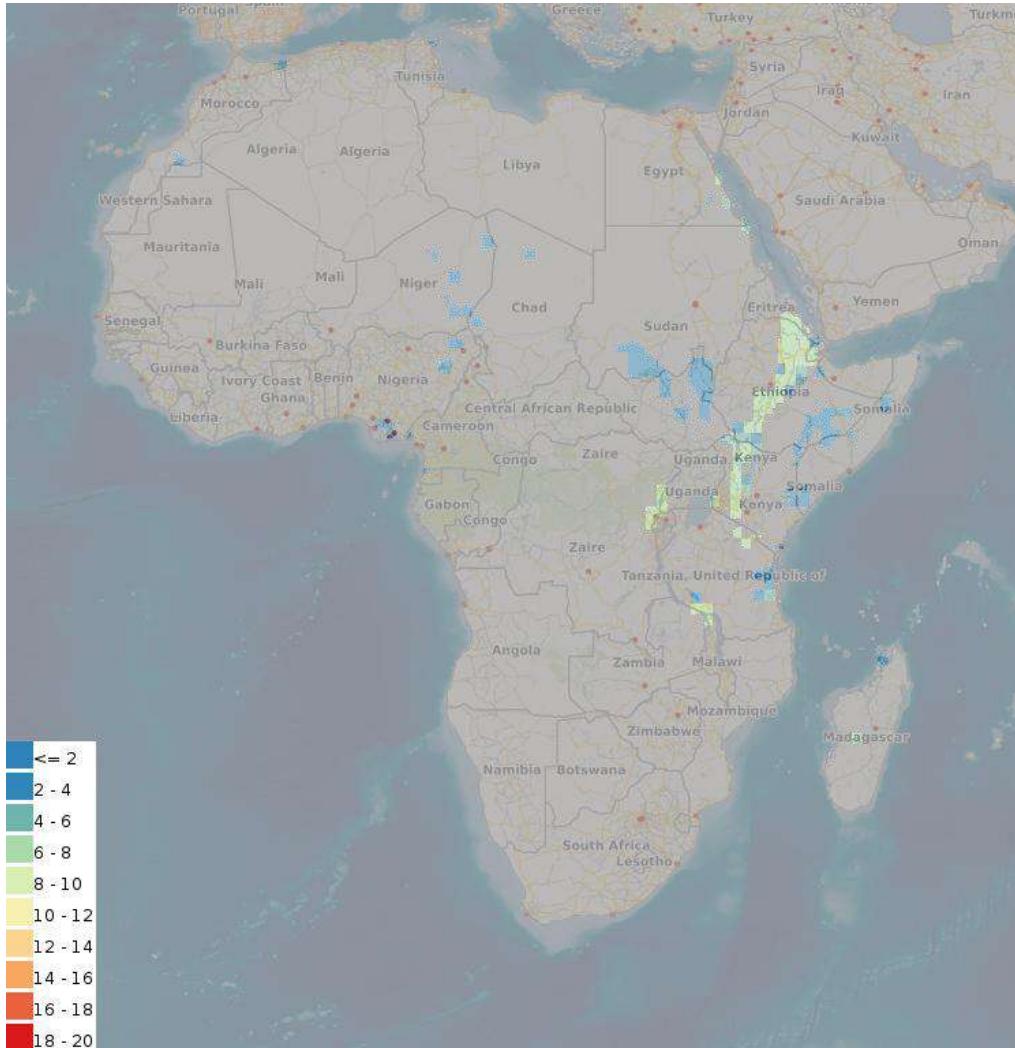 Portugal
Spain
Greece
Turkey
Turkm
Tunisia
Syria
Iraq
Iran
Morocco
Jordan
Kuwait
Algeria
Algeria
Libya
Egypt
Western Sahara
Saudi Arabia
Mauritania
Oman
Mali
Mali
Niger
Chad
Eritrea
Yemen
Senegal
Sudan
Burkina Faso
Guinea
Ivory Coast
Benin
Nigeria
Ethiopia
Ghana
Central African Republic
Somalia
Liberia
Cameroon
Congo
Zaire
Uganda
Kenya
Gabon
Uganda
Somalia
Congo
Kenya
Zaire
Tanzania, United Republic of
Angola
Zambia
Malawi
Mozambique
Zimbabwe
Madagascar
Namibia
Botswana
South Africa
Lesotho
<= 2
2 - 4
4 - 6
6 - 8
8 - 10
10 - 12
12 - 14
14 - 16
16 - 18
18 - 20